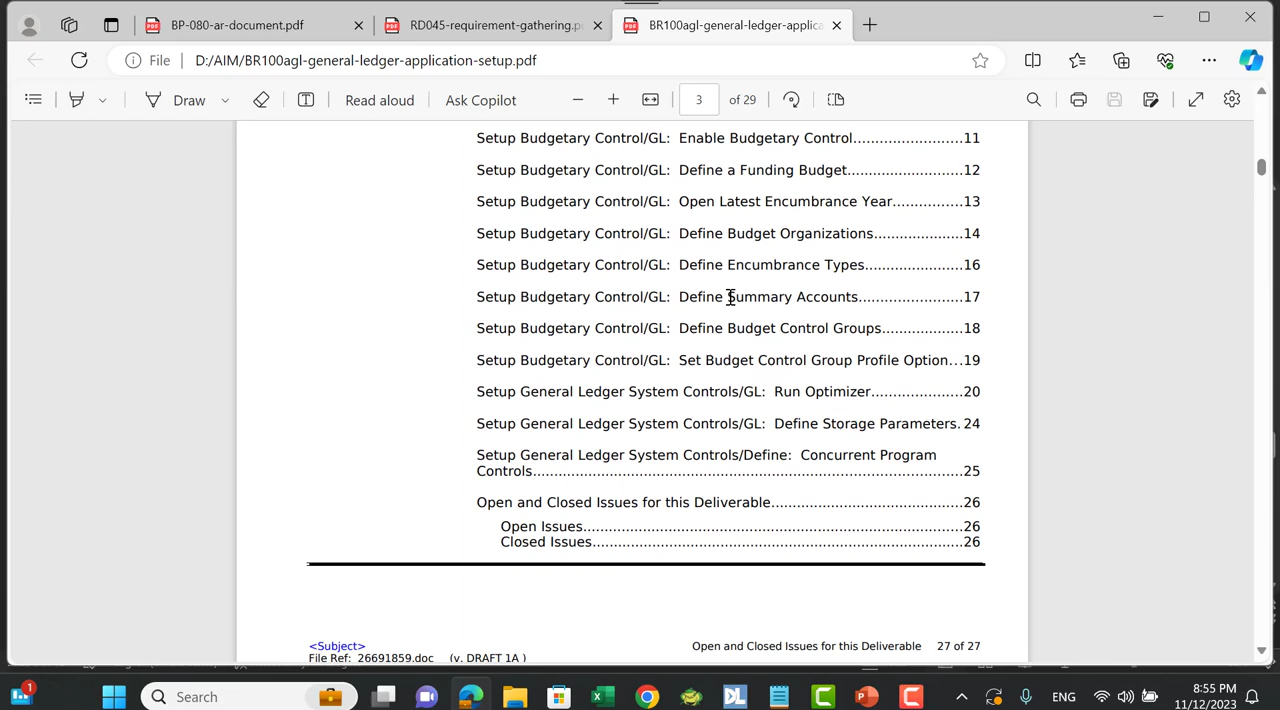 BP-080-ar-document.pdf
RD045-requirement-gathering.p
BR100agl-general-ledger-applica
File
D:/AIM/BR100agl-general-ledger-application-setup.pdf
Draw
Read aloud
Ask Copilot
3 of 29
Setup Budgetary Control/GL: Enable Budgetary Control.........................11
Setup Budgetary Control/GL: Define a Funding Budget...........................12
Setup Budgetary Control/GL: Open Latest Encumbrance Year................13
Setup Budgetary Control/GL: Define Budget Organizations.....................14
Setup Budgetary Control/GL: Define Encumbrance Types.......................16
Setup Budgetary Control/GL: Define Summary Accounts........................17
Setup Budgetary Control/GL: Define Budget Control Groups...................18
Setup Budgetary Control/GL: Set Budget Control Group Profile Option...19
Setup General Ledger System Controls/GL: Run Optimizer.....................20
Setup General Ledger System Controls/GL: Define Storage Parameters. 24
Setup General Ledger System Controls/Define: Concurrent Program
Controls.....................................................................................................25
Open and Closed Issues for this Deliverable.............................................26
Open Issues..........................................................................................26
Closed Issues........................................................................................26
<Subject>
Open and Closed Issues for this Deliverable 27 of 27
File Ref: 26691859.doc (v. DRAFT 1A )
1
Search
ENG
8:55 PM
11/12/2023